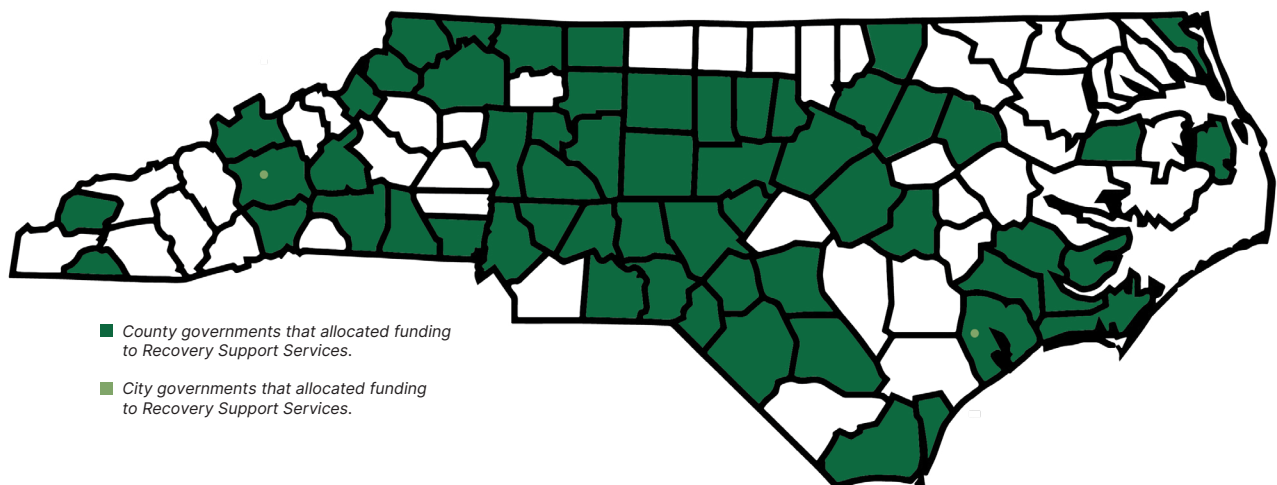 County governments that allocated funding
to Recovery Support Services.
City governments that allocated funding
to Recovery Support Services.